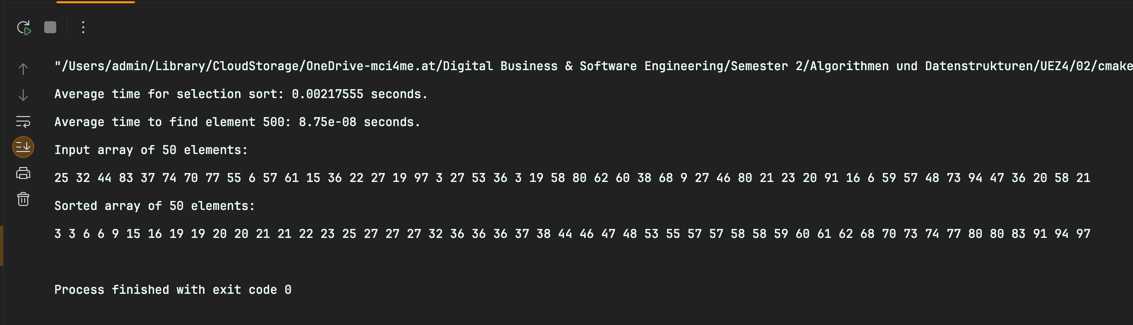 "/Users/admin/Library/CloudStorage/OneDrive-mci4me.at/Digital Business & Software Engineering/Semester 2/Algorithmen und Datenstrukturen/UEZ4/02/cmake
Average time for selection sort: 0.00217555 seconds.
Average time to find element 500: 8.75e-08 seconds.
Input array of 50 elements:
25 32 44 83 37 74 70 77 55 6 57 61 15 36 22 27 19 97 3 27 53 36 3 19 58 80 62 60 38 68 9 27 46 80 21 23 20 91 16 6 59 57 48 73 94 47 36 20 58 21
Sorted array of 50 elements:
3 3 6 6 9 15 16 19 19 20 20 21 21 22 23 25 27 27 27 32 36 36 36 37 38 44 46 47 48 53 55 57 57 58 58 59 60 61 62 68 70 73 74 77 80 80 83 91 94 97
Process finished with exit code 0